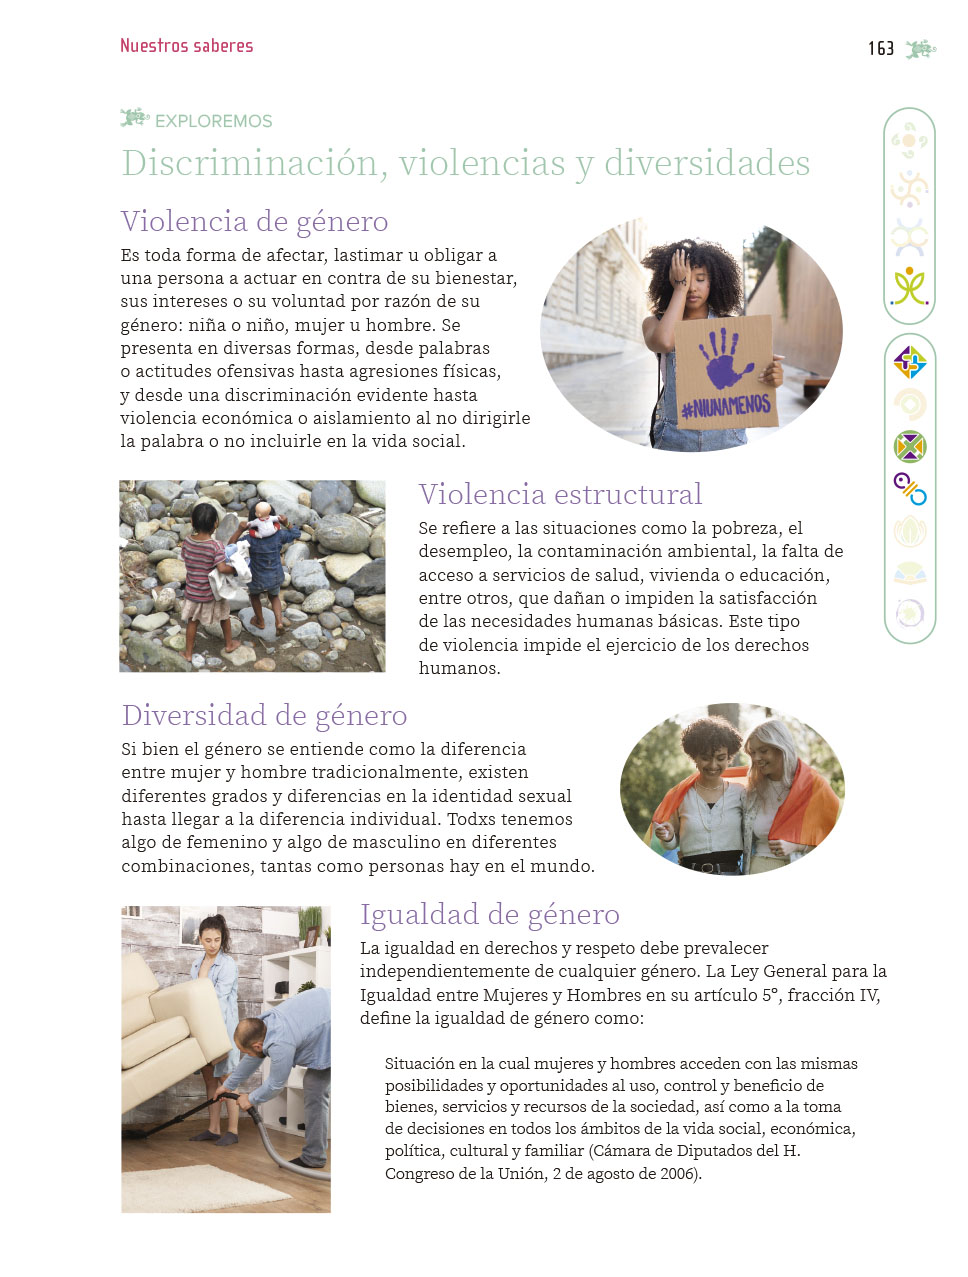 Nuestros saberes
163
EXPLOREMOS
Discriminación, violencias y diversidades
Violencia de género
Es toda forma de afectar, lastimar u obligar a
una persona a actuar en contra de su bienestar,
sus intereses o su voluntad por razón de su
género: niña o niño, mujer u hombre. Se
presenta en diversas formas, desde palabras
o actitudes ofensivas hasta agresiones físicas,
y desde una discriminación evidente hasta
violencia económica o aislamiento al no dirigirle
la palabra o no incluirle en la vida social.
#NIUNAMENOS
Violencia estructural
Se refiere a las situaciones como la pobreza, el
desempleo, la contaminación ambiental, la falta de
acceso a servicios de salud, vivienda o educación,
entre otros, que dañan o impiden la satisfacción
de las necesidades humanas básicas. Este tipo
de violencia impide el ejercicio de los derechos
humanos.
Diversidad de género
Si bien el género se entiende como la diferencia
entre mujer y hombre tradicionalmente, existen
diferentes grados y diferencias en la identidad sexual
hasta llegar a la diferencia individual. Todxs tenemos
algo de femenino y algo de masculino en diferentes
combinaciones, tantas como personas hay en el mundo.
Igualdad de género
La igualdad en derechos y respeto debe prevalecer
independientemente de cualquier género. La Ley General para la
Igualdad entre Mujeres y Hombres en su artículo 5°, fracción IV,
define la igualdad de género como:
Situación en la cual mujeres y hombres acceden con las mismas
posibilidades y oportunidades al uso, control y beneficio de
bienes, servicios y recursos de la sociedad, así como a la toma
de decisiones en todos los ámbitos de la vida social, económica,
política, cultural y familiar (Cámara de Diputados del H.
Congreso de la Unión, 2 de agosto de 2006).